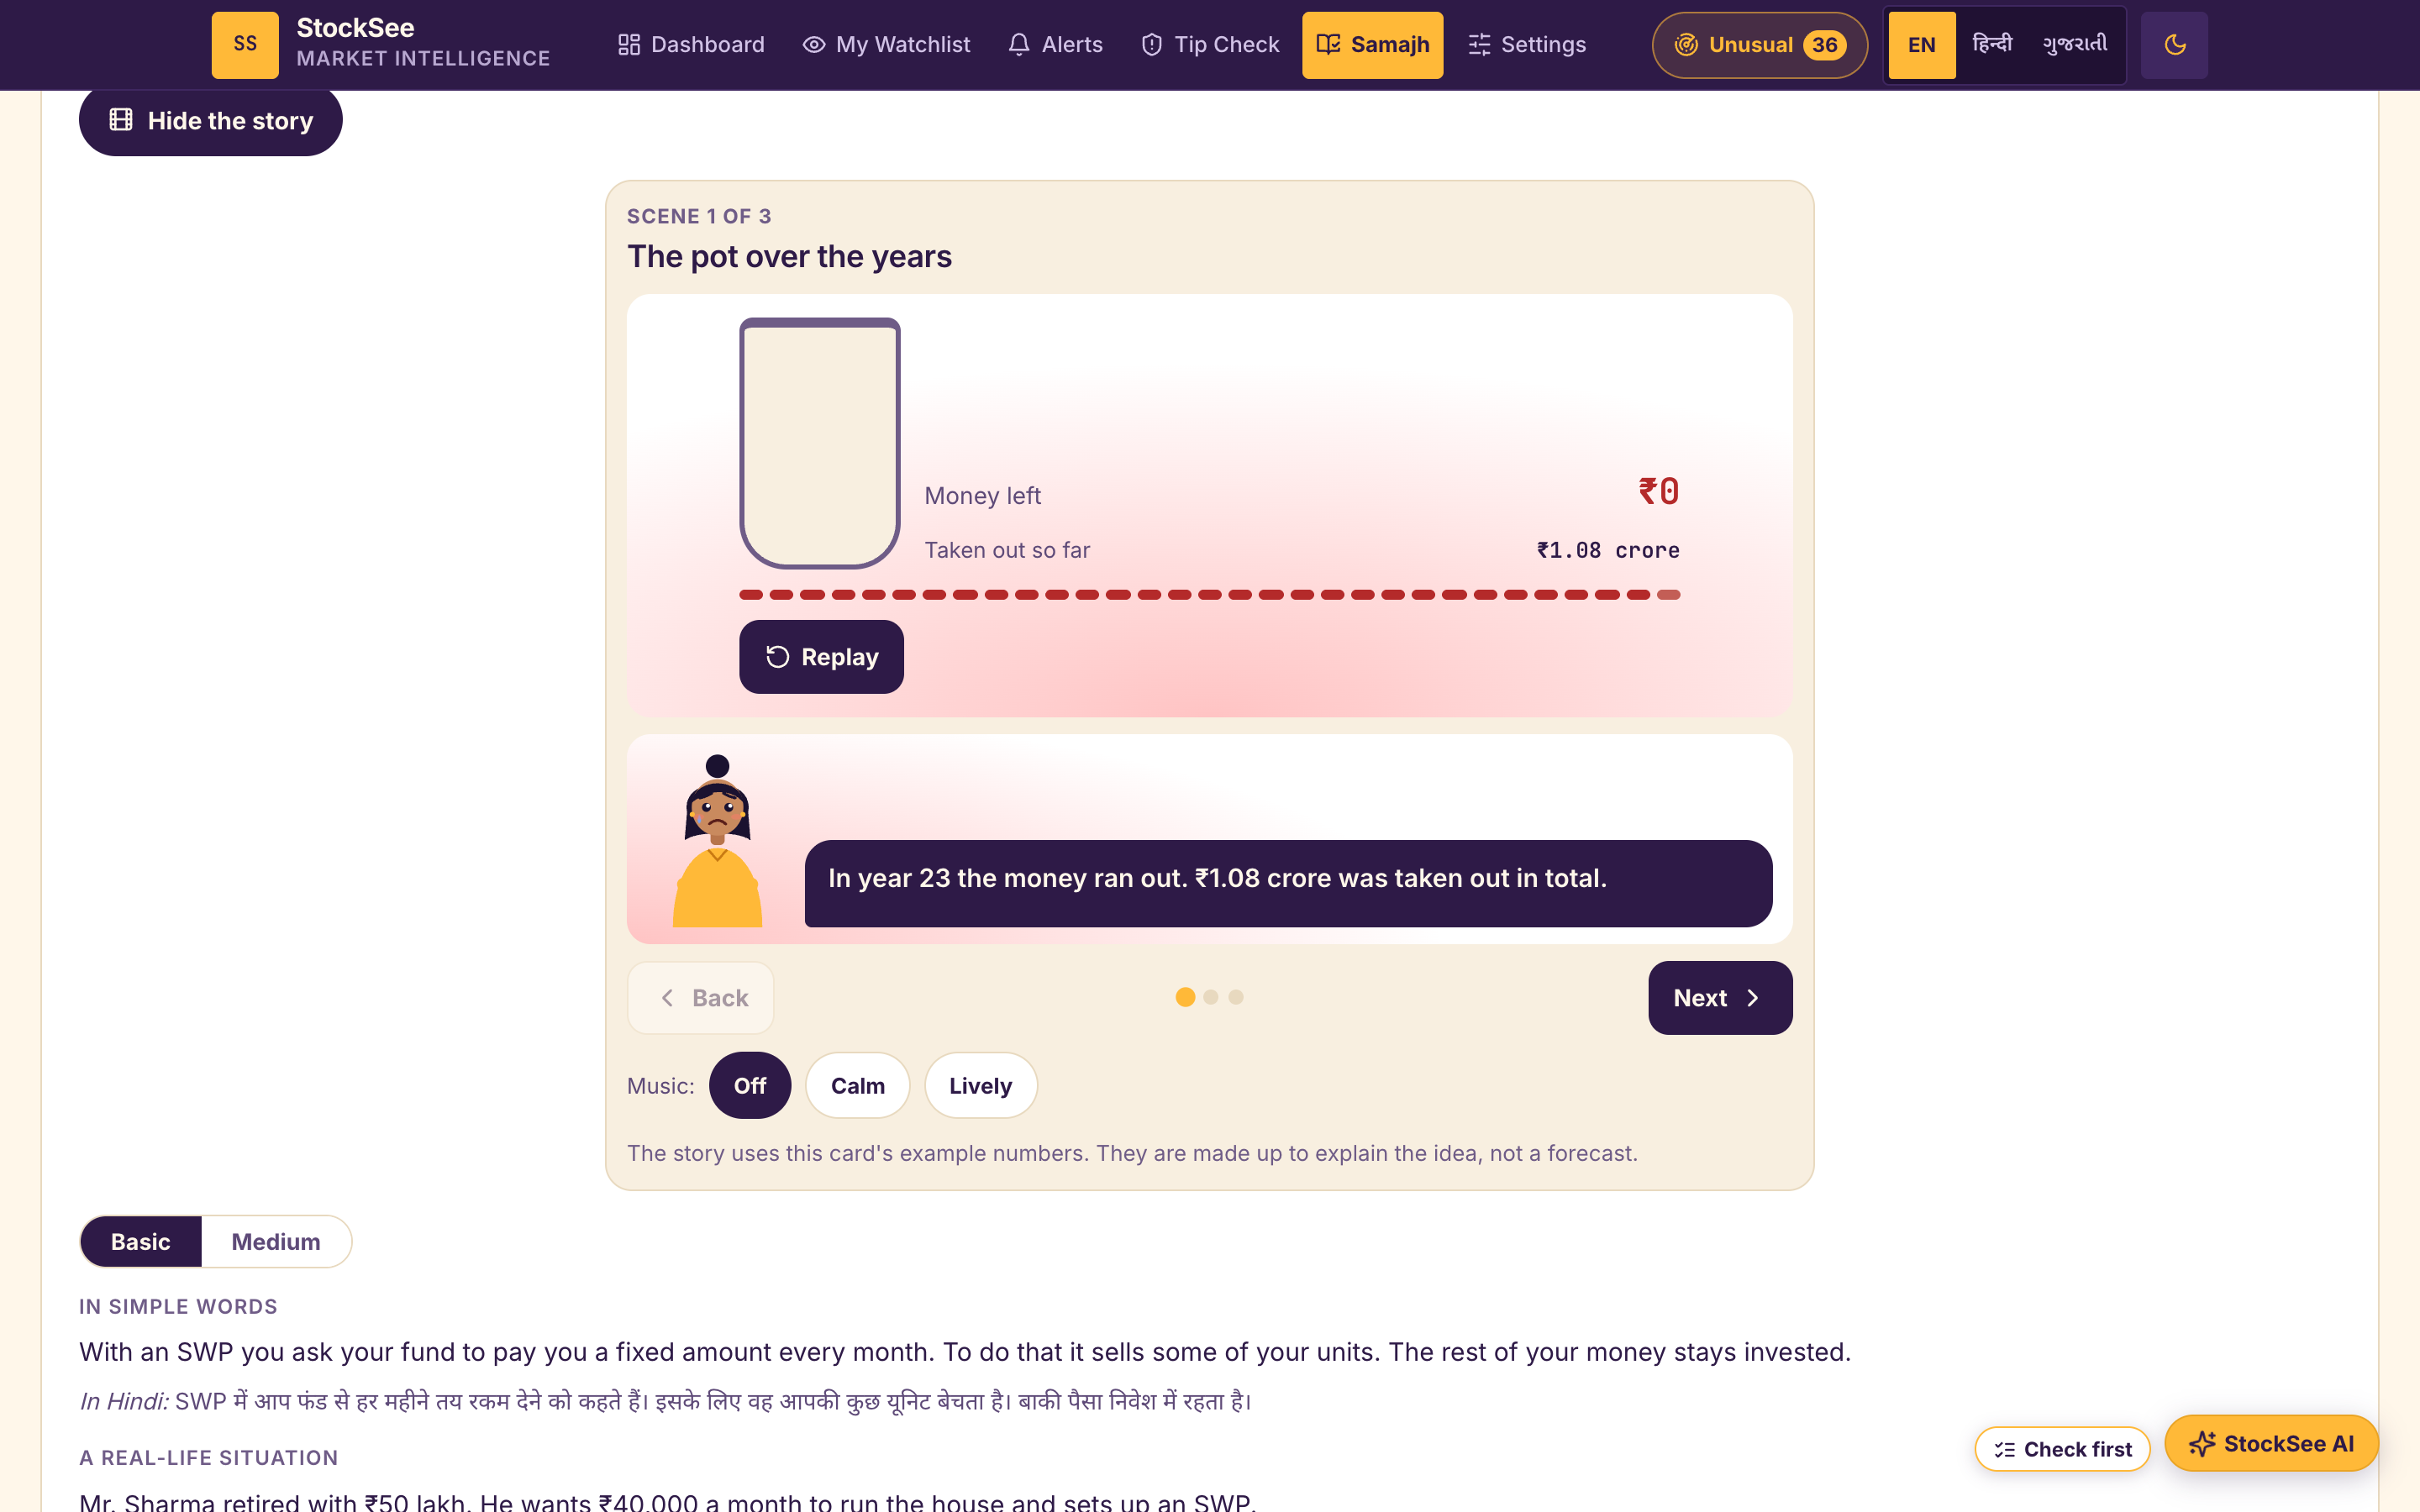 SS
StockSee
MARKET INTELLIGENCE
Dashboard
My Watchlist
Alerts
Tip Check
Samajh
Settings
Unusual 36
EN
हिन्दी
ગુજરાતી
Hide the story
SCENE 1 OF 3
The pot over the years
Money left
₹0
Taken out so far
₹1.08 crore
Replay
In year 23 the money ran out. ₹1.08 crore was taken out in total.
Back
Next
Music:
Off
Calm
Lively
The story uses this card's example numbers. They are made up to explain the idea, not a forecast.
Basic
Medium
IN SIMPLE WORDS
With an SWP you ask your fund to pay you a fixed amount every month. To do that it sells some of your units. The rest of your money stays invested.
In Hindi: SWP में आप फंड से हर महीने तय रकम देने को कहते हैं। इसके लिए वह आपकी कुछ यूनिट बेचता है। बाकी पैसा निवेश में रहता है।
A REAL-LIFE SITUATION
Check first
StockSee AI
Mr. Sharma retired with ₹50 lakh. He wants ₹40,000 a month to run the house and sets up an SWP.